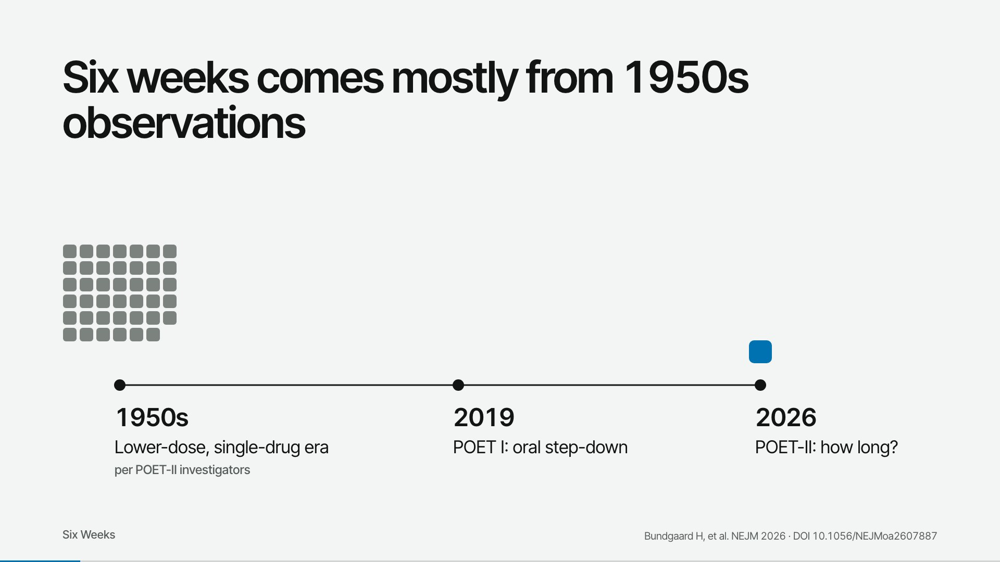 Six weeks comes mostly from 1950s
observations
1950s
Lower-dose, single-drug era
per POET-II investigators
2019
POET I: oral step-down
2026
POET-II: how long?
Six Weeks
Bundgaard H, et al. NEJM 2026 · DOI 10.1056/NEJMoa2607887